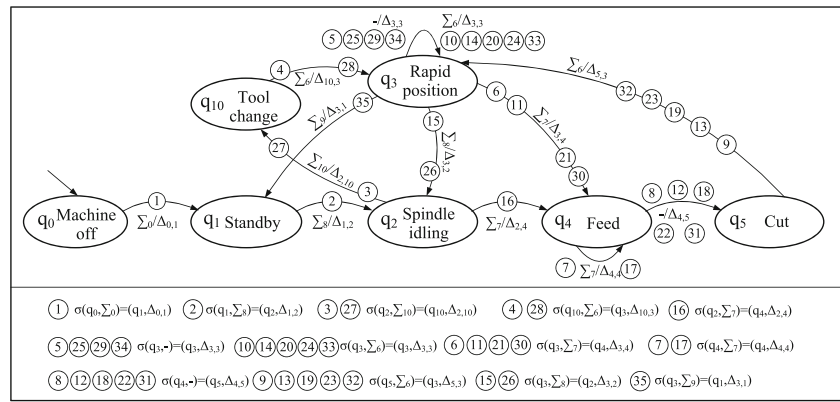 -/Δ3,3 Σ6/Δ3,3
5 25 29 34 10 14 20 24 33
4 Σ6/Δ10,3 28 q3 Rapid position
Σ6/Δ5,3
32 23 19 13 9
q10 Tool change
35 Σ9/Δ3,1
15 Σ8/Δ3,2 26
6 11 Σ7/Δ3,4 21 30
27 Σ10/Δ2,10 3
q0 Machine off
1 Σ0/Δ0,1
q1 Standby
2 Σ8/Δ1,2
q2 Spindle idling
16 Σ7/Δ2,4
q4 Feed
8 12 18
-/Δ4,5
22 31
q5 Cut
7 Σ7/Δ4,4 17
1 σ(q0,Σ0)=(q1,Δ0,1) 2 σ(q1,Σ8)=(q2,Δ1,2) 3 27 σ(q2,Σ10)=(q10,Δ2,10) 4 28 σ(q10,Σ6)=(q3,Δ10,3) 16 σ(q2,Σ7)=(q4,Δ2,4)
5 25 29 34 σ(q3,-)=(q3,Δ3,3) 10 14 20 24 33 σ(q3,Σ6)=(q3,Δ3,3) 6 11 21 30 σ(q3,Σ7)=(q4,Δ3,4) 7 17 σ(q4,Σ7)=(q4,Δ4,4)
8 12 18 22 31 σ(q4,-)=(q5,Δ4,5) 9 13 19 23 32 σ(q5,Σ6)=(q3,Δ5,3) 15 26 σ(q3,Σ8)=(q2,Δ3,2) 35 σ(q3,Σ9)=(q1,Δ3,1)